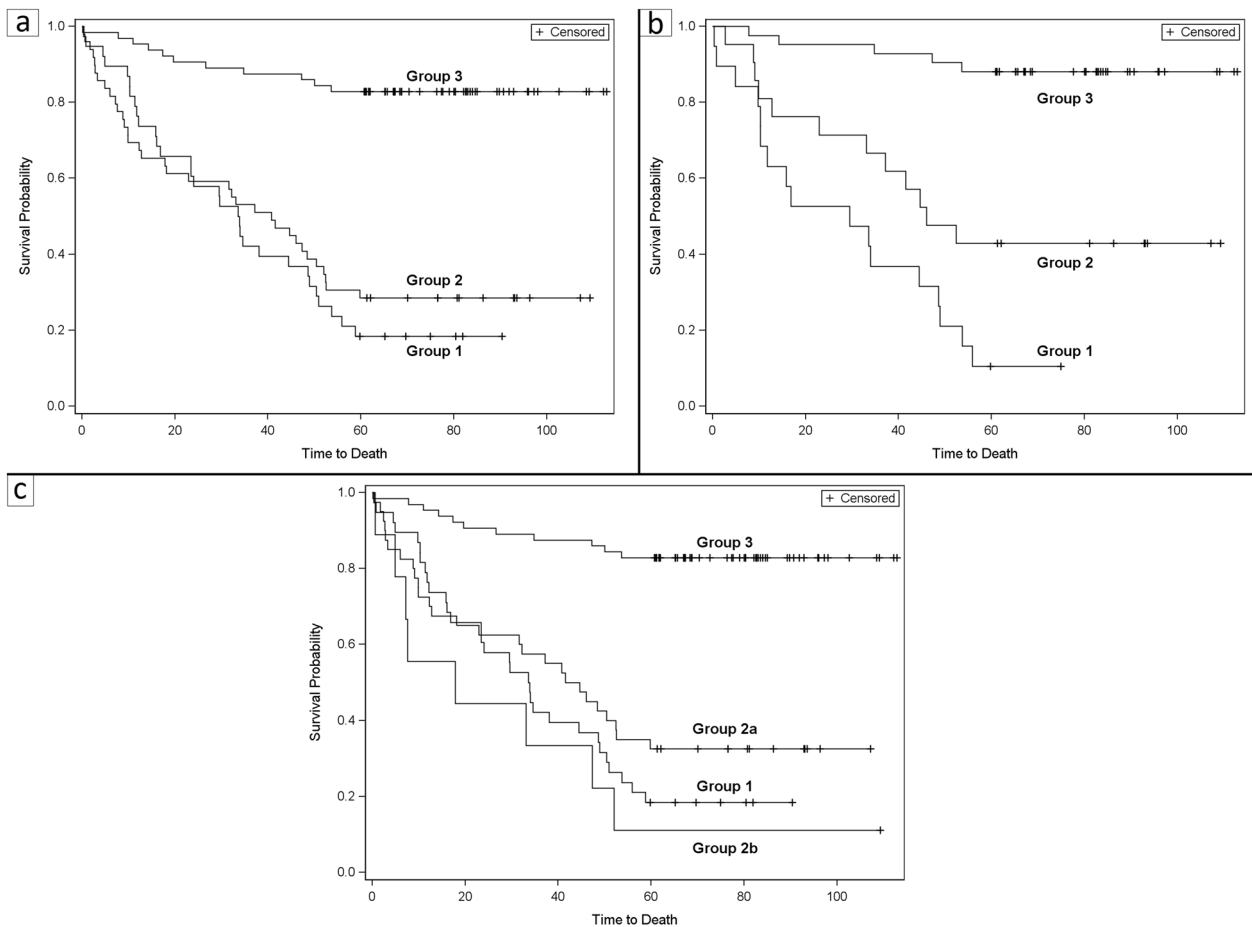 a
+ Censored
1.0
0.8
0.6
0.4
0.2
0.0
Survival Probability
Group 3
Group 2
Group 1
0 20 40 60 80 100
Time to Death
b
+ Censored
1.0
0.8
0.6
0.4
0.2
0.0
Survival Probability
Group 3
Group 2
Group 1
0 20 40 60 80 100
Time to Death
c
+ Censored
1.0
0.8
0.6
0.4
0.2
0.0
Survival Probability
Group 3
Group 2a
Group 1
Group 2b
0 20 40 60 80 100
Time to Death